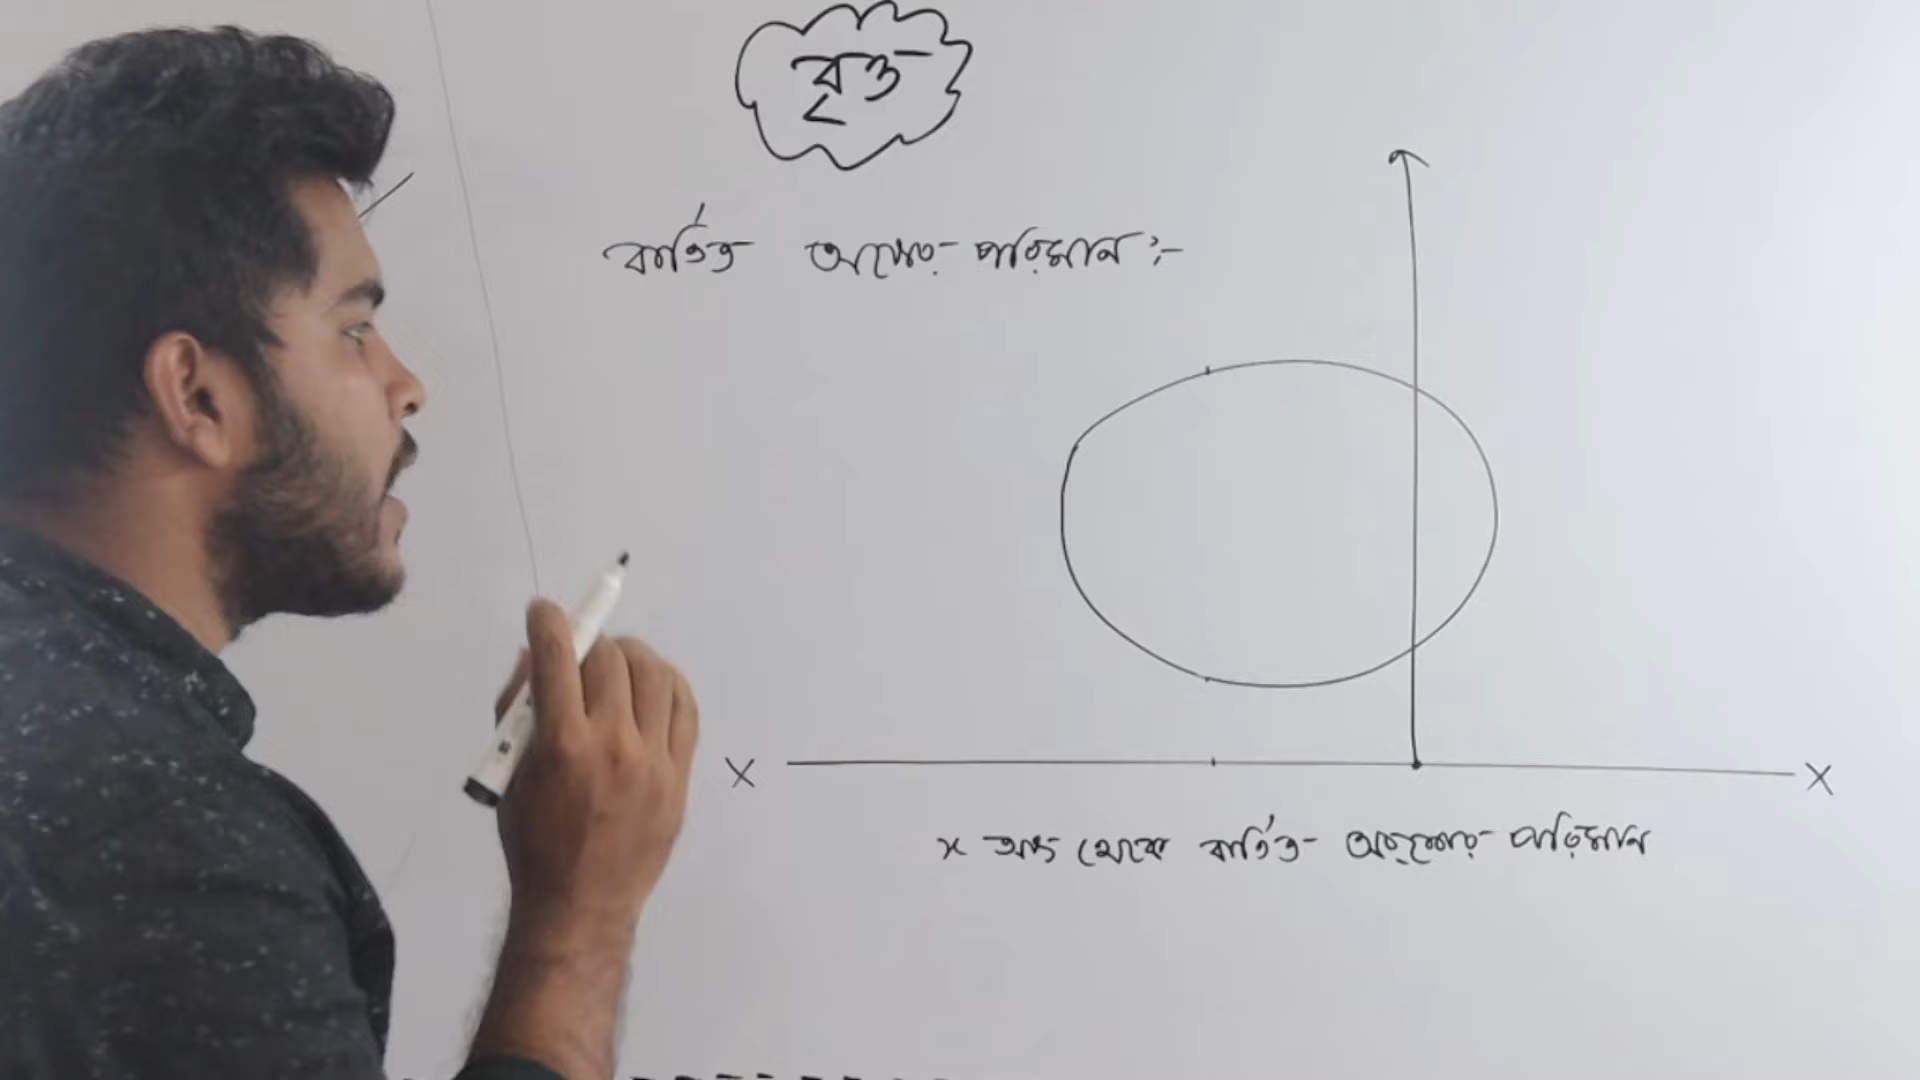 বৃত্ত
কর্তিত অংশের পরিমান :-
X X
x অক্ষ থেকে কর্তিত অংশের পরিমান